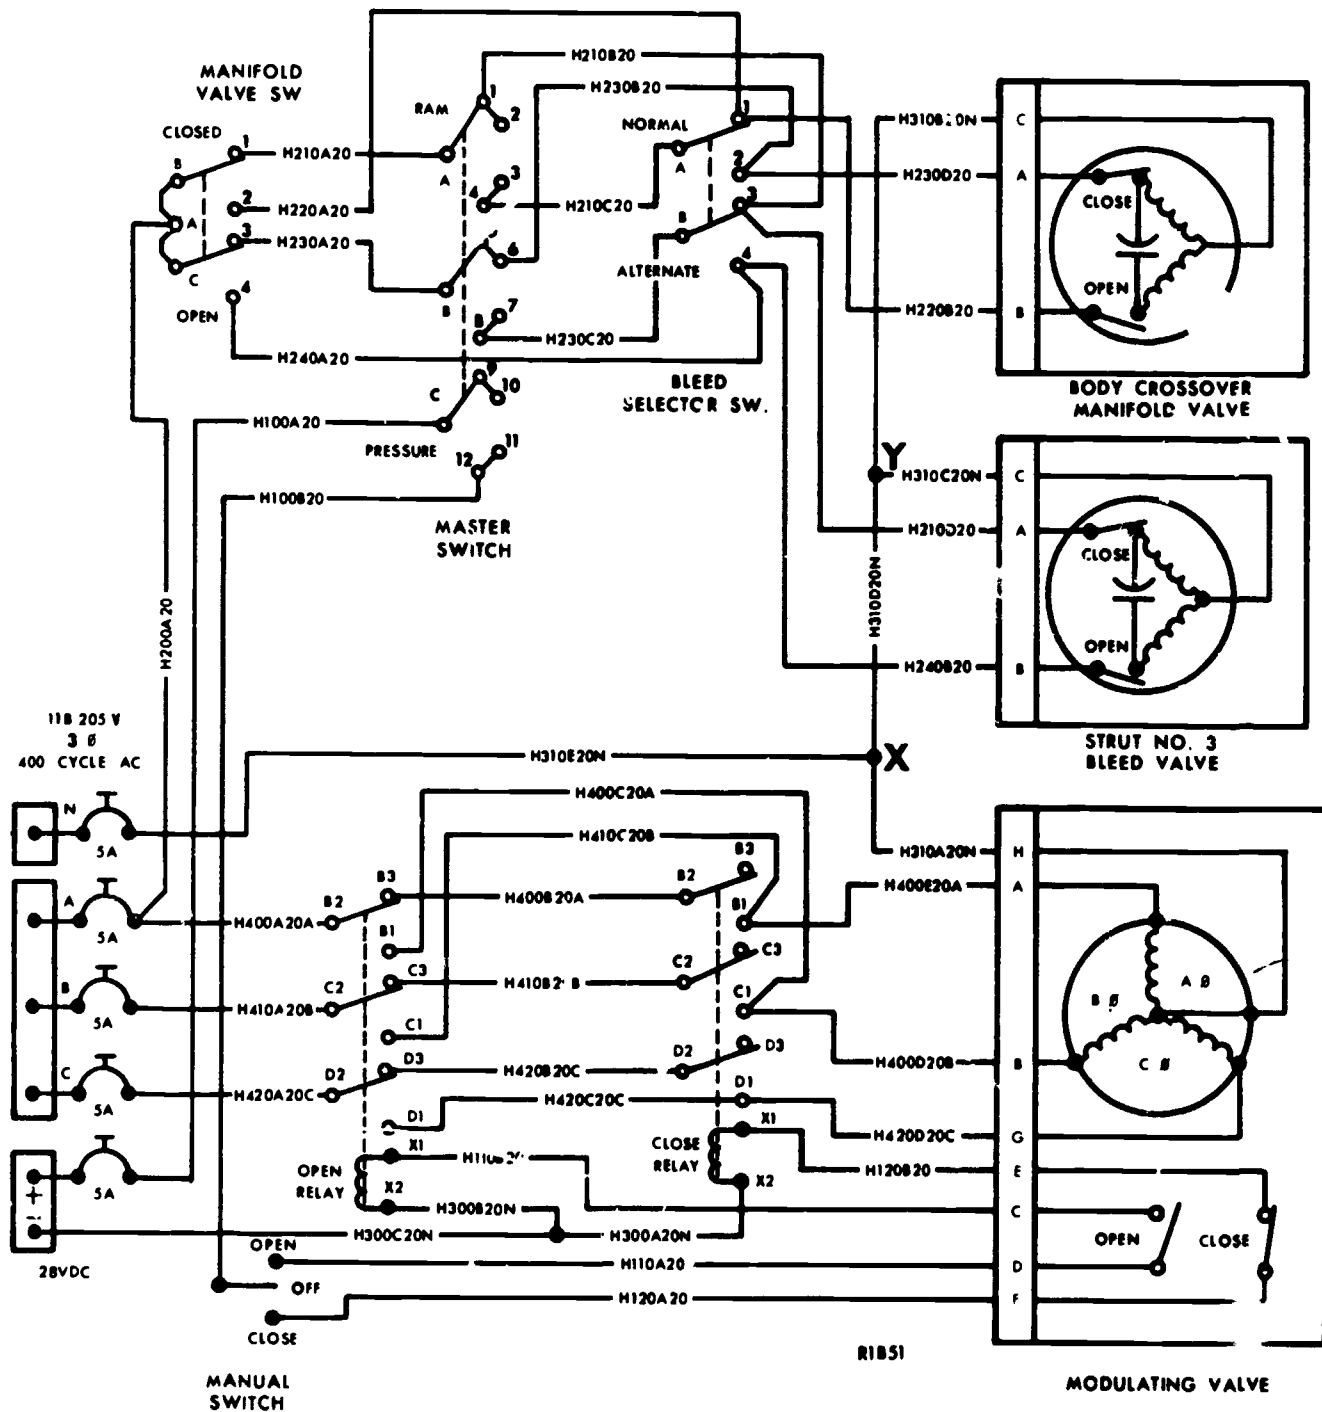 MANIFOLD
VALVE SW
CLOSED
B
A
C
OPEN
1
2
3
4
H210A20
H220A20
H230A20
H240A20
H100A20
H100B20
H200A20
RAM
A
B
C
1
2
3
4
6
7
8
9
10
11
12
PRESSURE
MASTER
SWITCH
H210B20
H230B20
H210C20
H230C20
NORMAL
A
B
1
2
3
4
ALTERNATE
BLEED
SELECTOR SW.
H310B20N
H230D20
H220B20
C
A
B
CLOSE
OPEN
BODY CROSSOVER
MANIFOLD VALVE
Y
H310C20N
H210D20
H240B20
H310D20N
C
A
B
CLOSE
OPEN
STRUT NO. 3
BLEED VALVE
X
H310E20N
118 205 V
3 Ø
400 CYCLE AC
N
5A
A
5A
B
5A
C
5A
+
-
5A
28VDC
H400C20A
H410C20B
H400A20A
H410A20B
H420A20C
B2
B3
B1
C2
C3
C1
D2
D3
D1
X1
X2
OPEN
RELAY
H400B20A
H420B20C
H420C20C
B2
B3
B1
C2
C3
C1
D2
D3
D1
X1
X2
CLOSE
RELAY
H300B20N
H300C20N
H300A20N
H310A20N
H400E20A
H400D20B
H420D20C
H120B20
H110A20
H120A20
H
A
B
G
E
C
D
F
A Ø
B Ø
C Ø
OPEN
CLOSE
MODULATING VALVE
OPEN
OFF
CLOSE
MANUAL
SWITCH
R1851